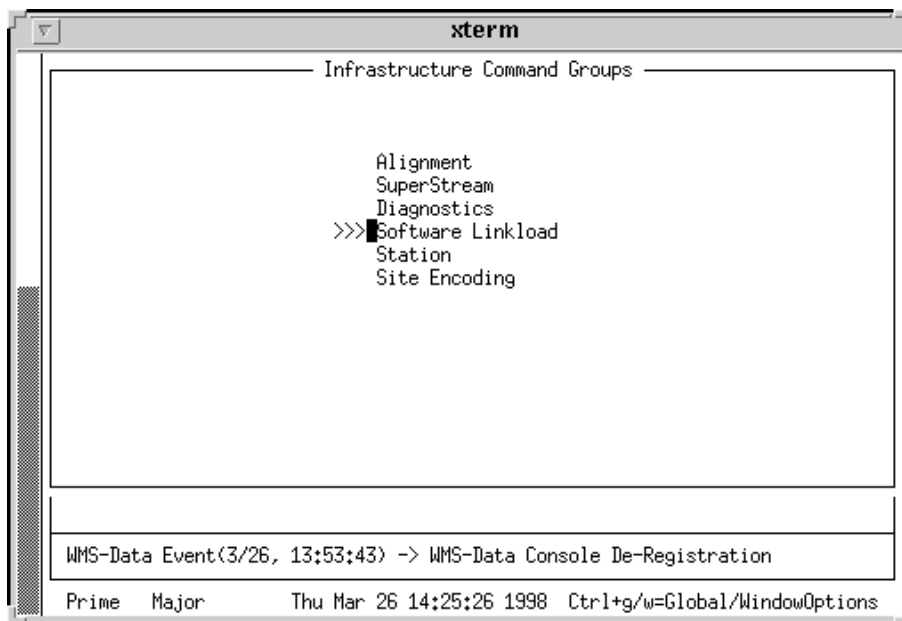 xterm
Infrastructure Command Groups
Alignment
SuperStream
Diagnostics
>>>Software Linkload
Station
Site Encoding
WMS-Data Event(3/26, 13:53:43) -> WMS-Data Console De-Registration
Prime Major Thu Mar 26 14:25:26 1998 Ctrl+g/w=Global/WindowOptions